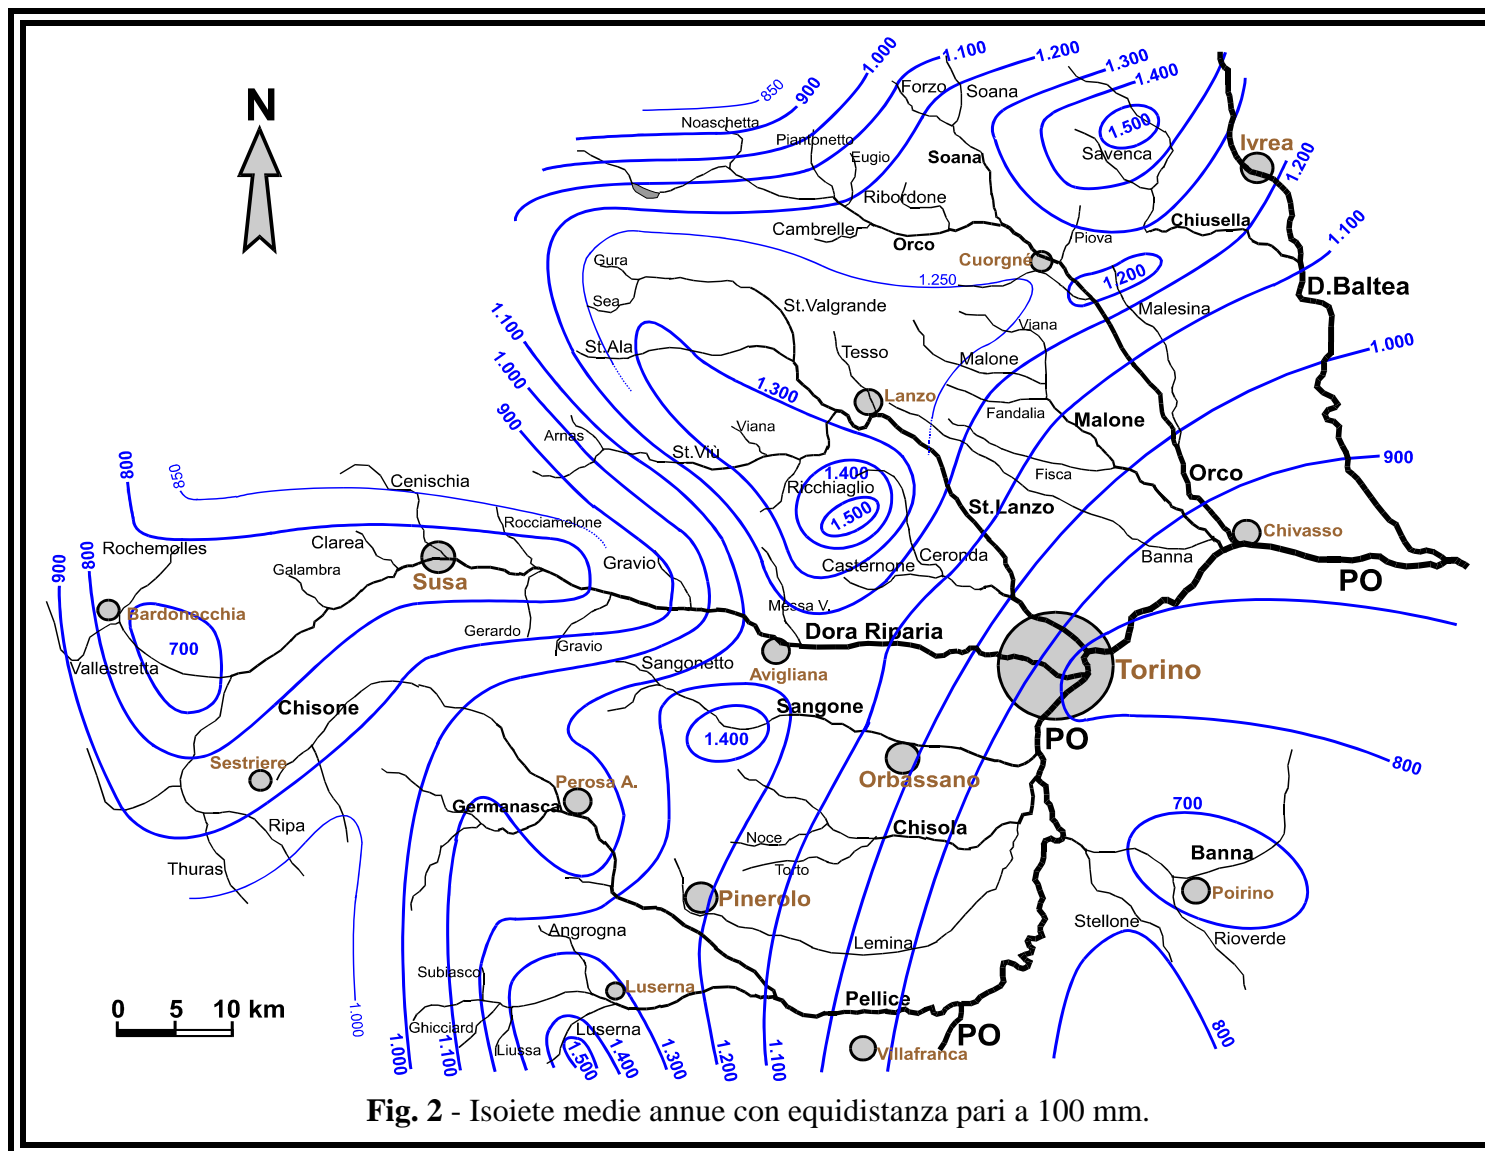 1.000
1.100
1.200
1.300
1.400
850
900
N
Forzo
Soana
Noaschetta
Piantonetto
1.500
Ivrea
Eugio
Soana
Savenca
1.200
Ribordone
Cambrelle
Orco
Piova
Chiusella
1.100
Gura
Cuorgné
1.250
1.200
D.Baltea
Sea
St.Valgrande
Malesina
1.100
Viana
St.Ala
Tesso
Malone
1.000
1.000
1.300
Lanzo
900
Fandalia
Malone
Arnas
Viana
St.Viù
800
850
Cenischia
1.400
Ricchiaglio
Fisca
Orco
900
1.500
St.Lanzo
Rocciamelone
Chivasso
Rochemolles
Clarea
Galambra
Susa
Gravio
Casternone
Ceronda
Banna
PO
900
800
Bardonecchia
Messa V.
Gerardo
Gravio
Dora Riparia
700
Vallestretta
Sangonetto
Avigliana
Torino
Chisone
Sangone
1.400
PO
Sestriere
Perosa A.
Orbassano
800
Germanasca
700
Ripa
Noce
Chisola
Banna
Thuras
Torto
Pinerolo
Poirino
Angrogna
Lemina
Stellone
Rioverde
Subiasco
Luserna
0 5 10 km
1.000
Ghicciard
Luserna
Pellice
PO
Liussa
Villafranca
1.000
1.100
1.500
1.400
1.300
1.200
1.100
800
Fig. 2 - Isoiete medie annue con equidistanza pari a 100 mm.